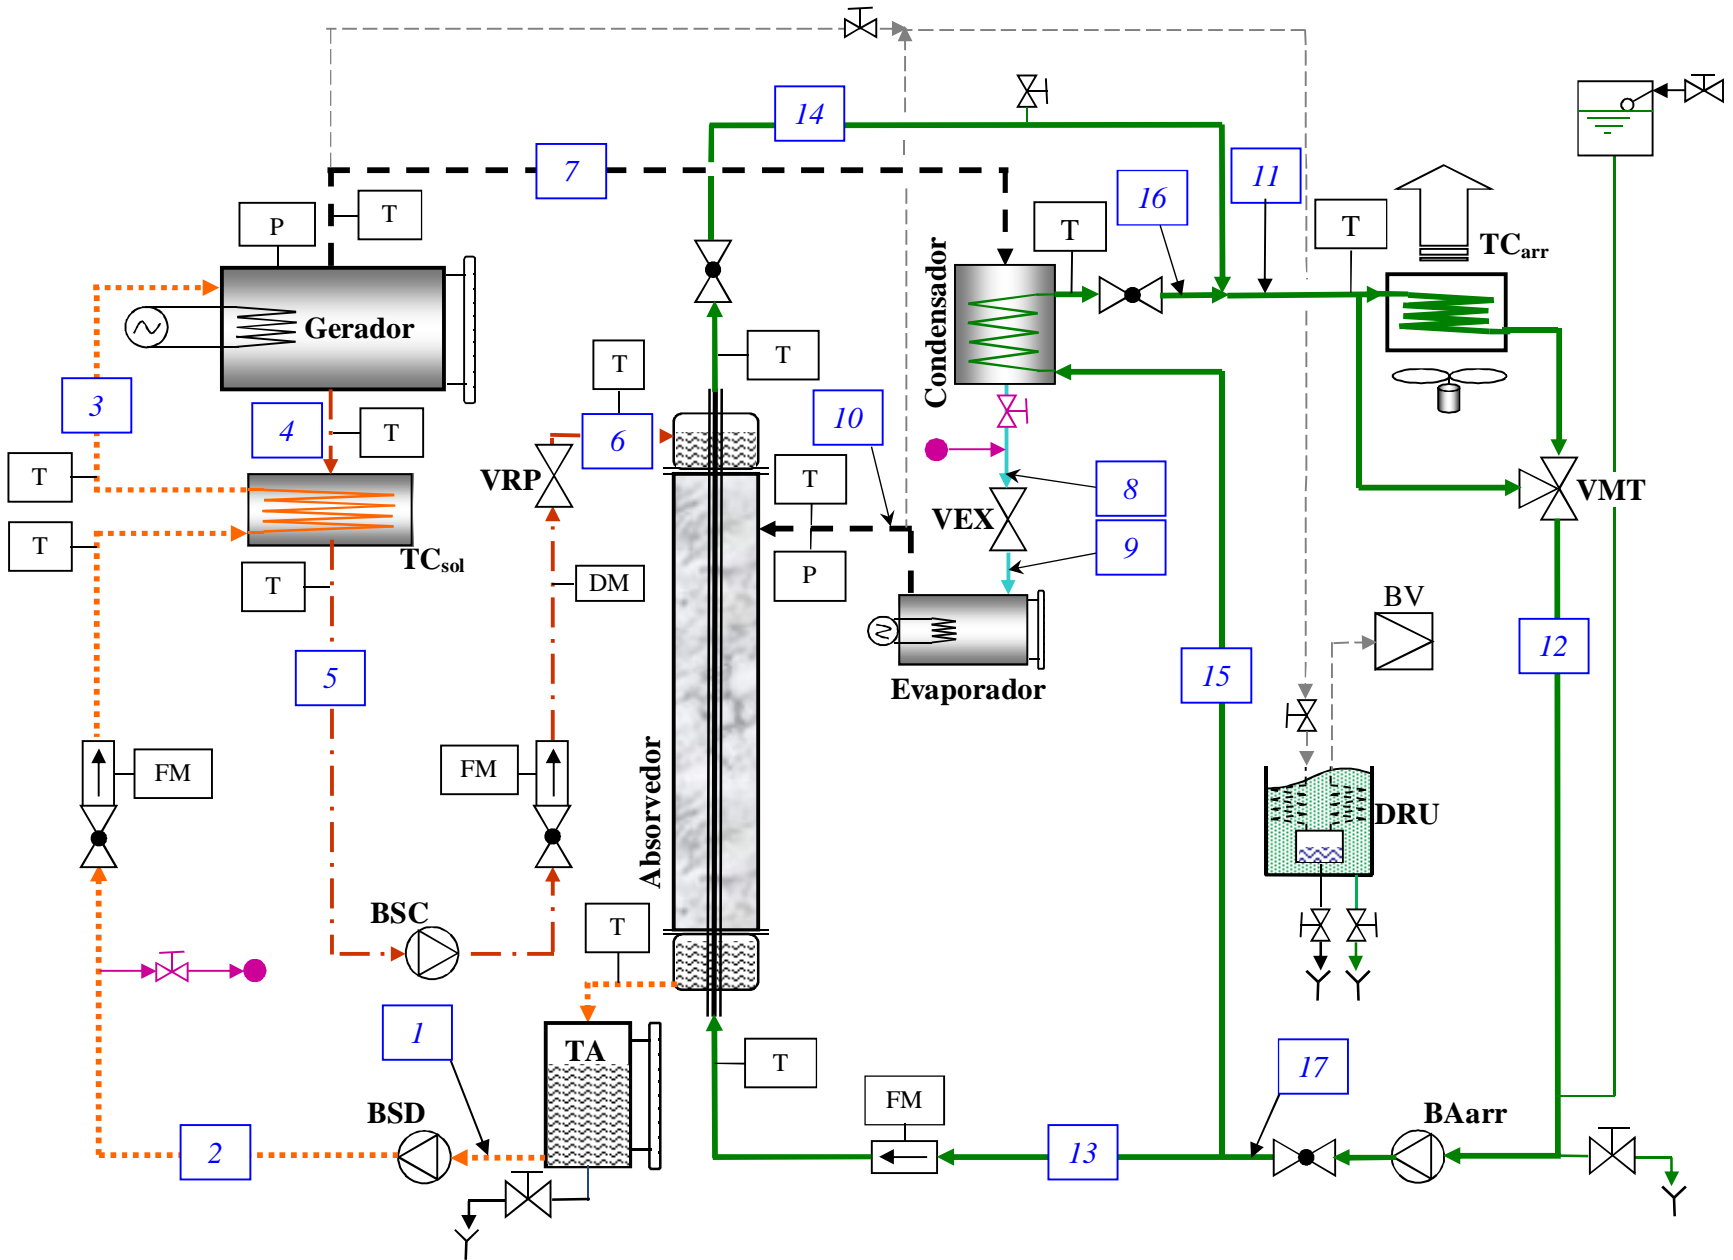 14
7
T
P
16
11
T
T
TCarr
Condensador
Gerador
3
4
T
T
T
6
10
T
VRP
T
8
VMT
VEX
T
9
TCsol
T
DM
P
BV
Evaporador
12
15
5
FM
FM
Absorvedor
DRU
BSC
T
1
TA
T
17
FM
BSD
BAarr
2
13